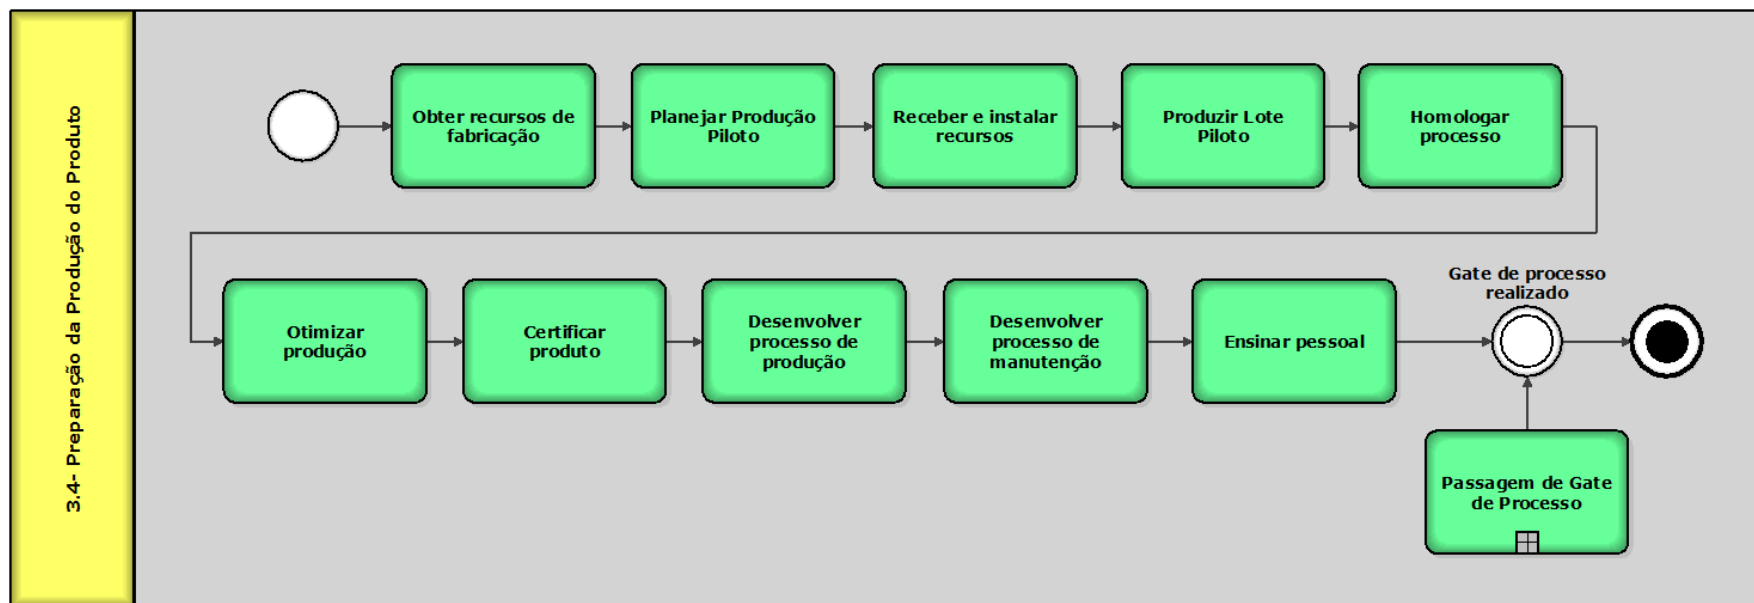 3.4- Preparação da Produção do Produto
Obter recursos de
fabricação
Planejar Produção
Piloto
Receber e instalar
recursos
Produzir Lote
Piloto
Homologar
processo
Otimizar
produção
Certificar
produto
Desenvolver
processo de
produção
Desenvolver
processo de
manutenção
Ensinar pessoal
Gate de processo
realizado
Passagem de Gate
de Processo